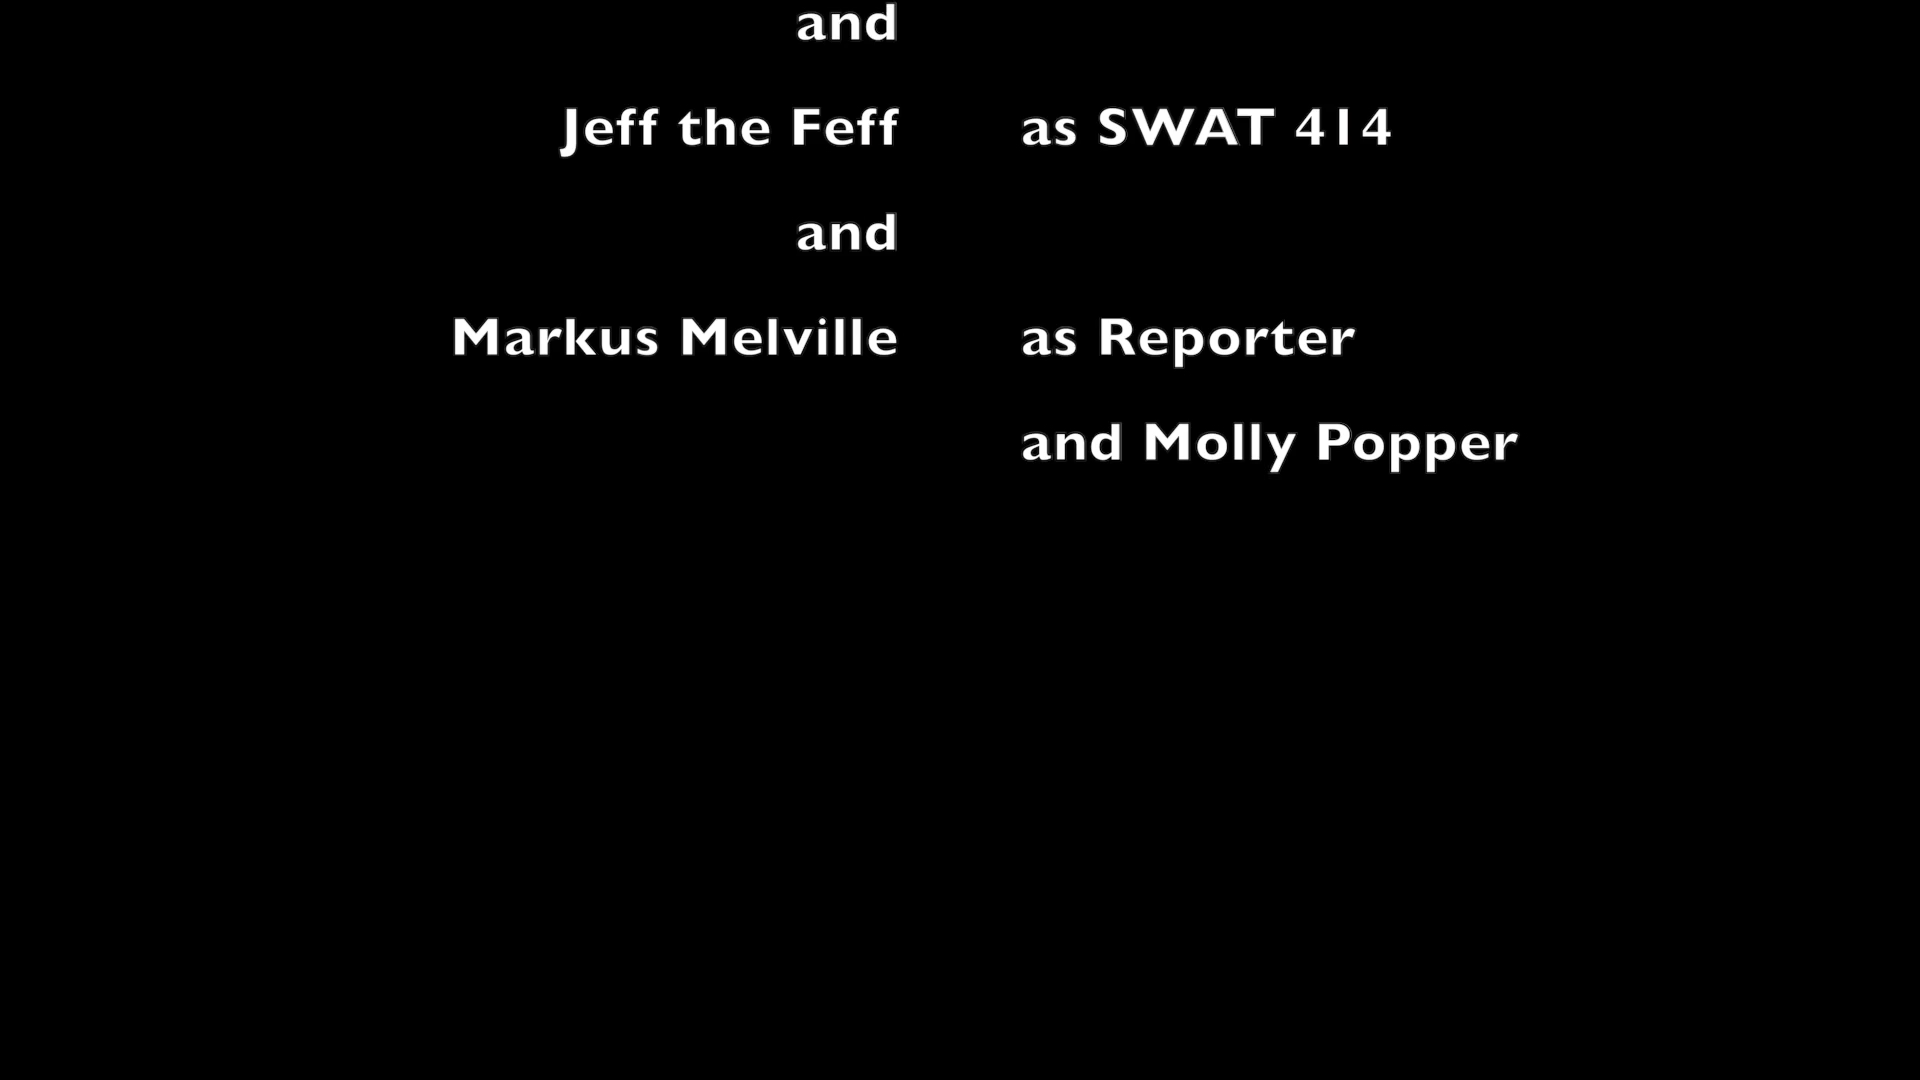 and
Jeff the Feff as SWAT 414
and
Markus Melville as Reporter
and Molly Popper